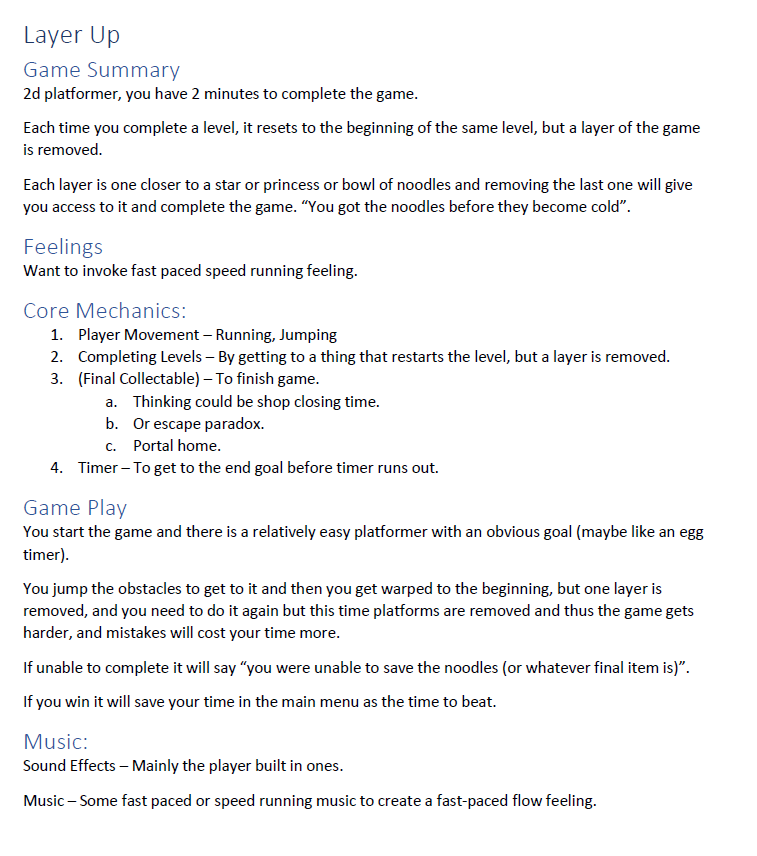 Layer Up
Game Summary
2d platformer, you have 2 minutes to complete the game.
Each time you complete a level, it resets to the beginning of the same level, but a layer of the game
is removed.
Each layer is one closer to a star or princess or bowl of noodles and removing the last one will give
you access to it and complete the game. “You got the noodles before they become cold”.
Feelings
Want to invoke fast paced speed running feeling.
Core Mechanics:
1. Player Movement – Running, Jumping
2. Completing Levels – By getting to a thing that restarts the level, but a layer is removed.
3. (Final Collectable) – To finish game.
a. Thinking could be shop closing time.
b. Or escape paradox.
c. Portal home.
4. Timer – To get to the end goal before timer runs out.
Game Play
You start the game and there is a relatively easy platformer with an obvious goal (maybe like an egg
timer).
You jump the obstacles to get to it and then you get warped to the beginning, but one layer is
removed, and you need to do it again but this time platforms are removed and thus the game gets
harder, and mistakes will cost your time more.
If unable to complete it will say “you were unable to save the noodles (or whatever final item is)”.
If you win it will save your time in the main menu as the time to beat.
Music:
Sound Effects – Mainly the player built in ones.
Music – Some fast paced or speed running music to create a fast-paced flow feeling.